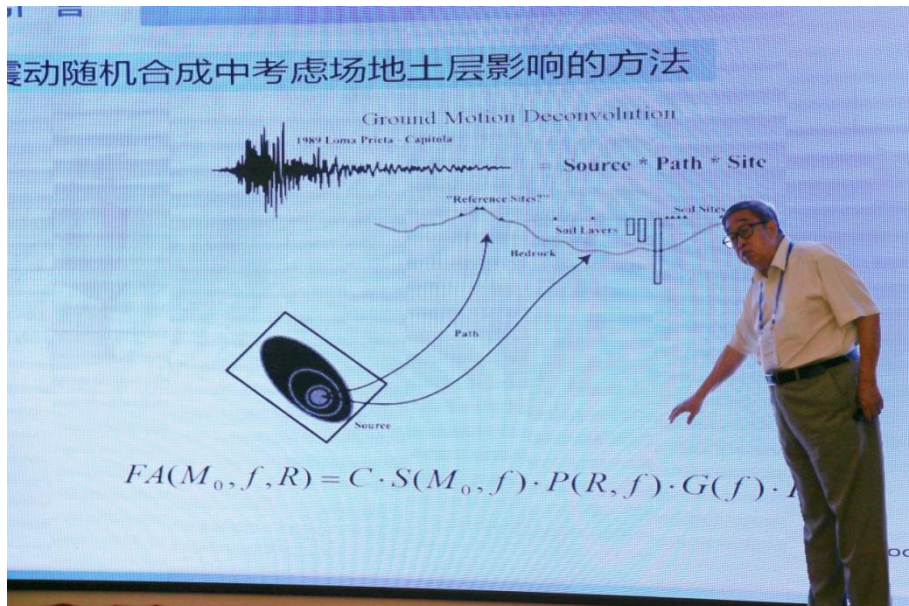 引 言
震动随机合成中考虑场地土层影响的方法
Ground Motion Deconvolution
1989 Loma Prieta - Capitola
= Source * Path * Site
"Reference Sites?"
Soil Sites
Soil Layers
Bedrock
Path
Source
FA(M₀, f, R) = C · S(M₀, f) · P(R, f) · G(f) ·